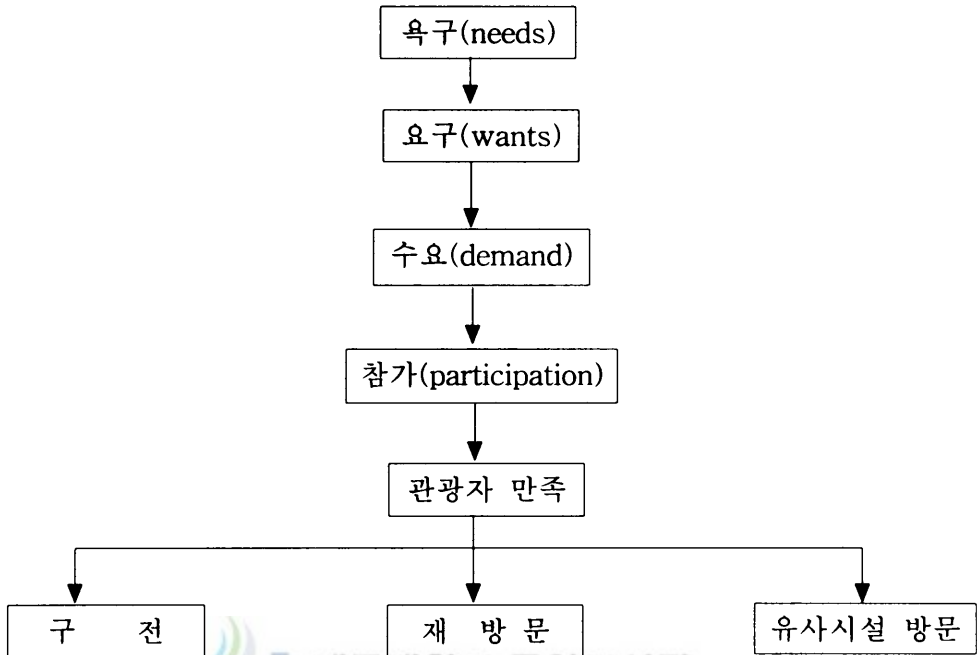 욕구(needs)
요구(wants)
수요(demand)
참가(participation)
관광자 만족
구 전
재 방 문
유사시설 방문